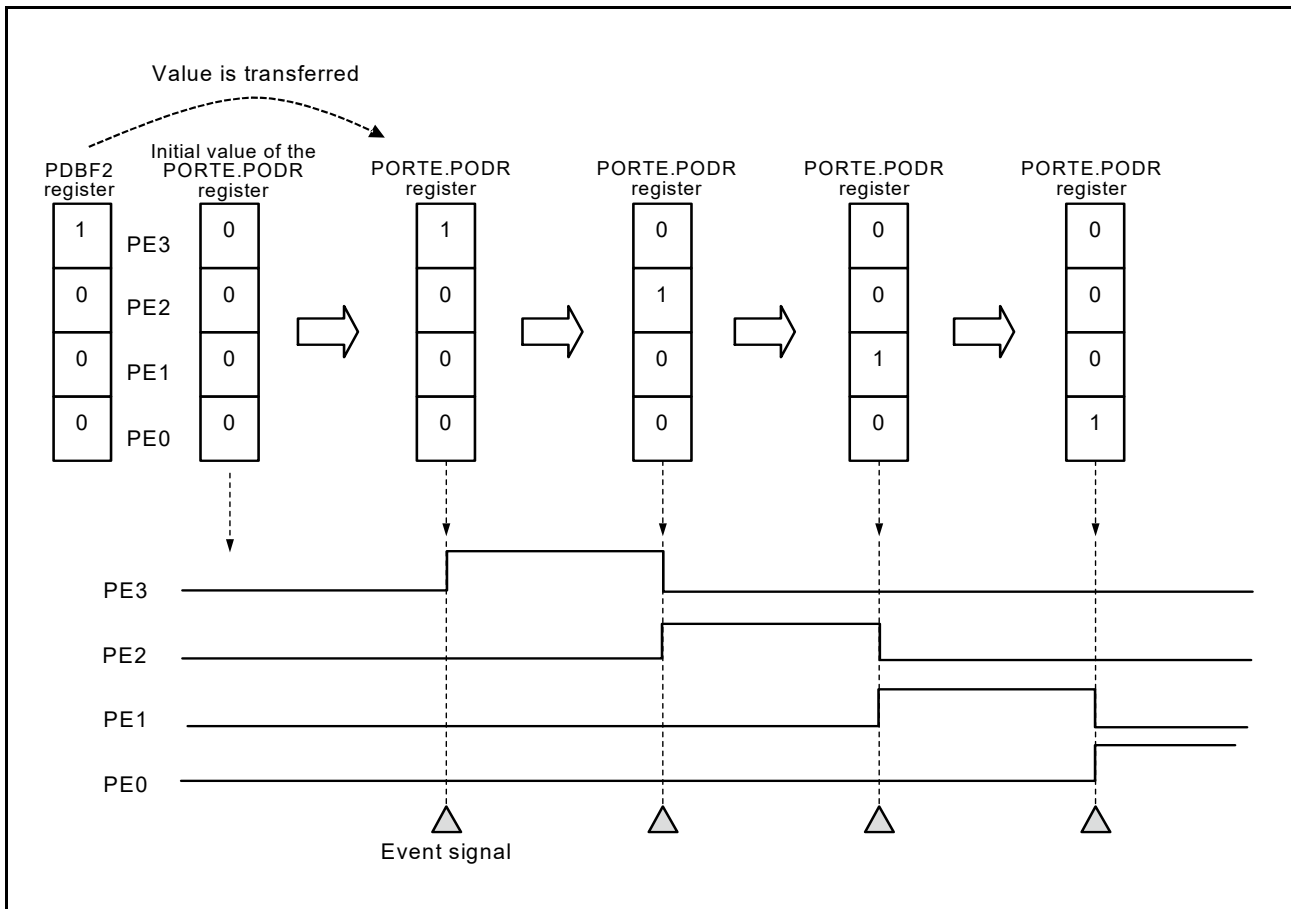 Value is transferred
PDBF2
register
Initial value of the
PORTE.PODR
register
PORTE.PODR
register
PORTE.PODR
register
PORTE.PODR
register
PORTE.PODR
register
1 PE3 0 1 0 0 0
0 PE2 0 0 1 0 0
0 PE1 0 0 0 1 0
0 PE0 0 0 0 0 1
PE3
PE2
PE1
PE0
Event signal